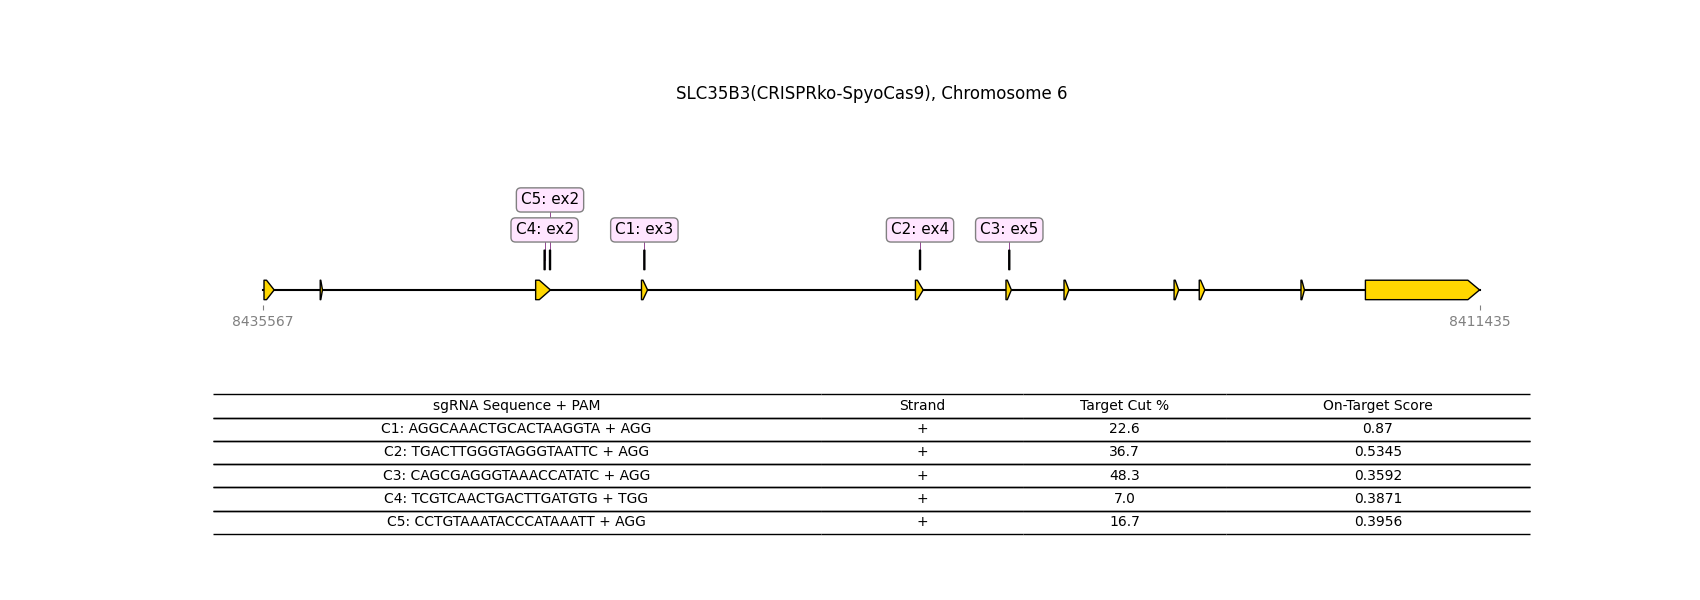 SLC35B3(CRISPRko-SpyoCas9), Chromosome 6
C5: ex2
C4: ex2 C1: ex3 C2: ex4 C3: ex5
8435567 8411435
sgRNA Sequence + PAM Strand Target Cut % On-Target Score
C1: AGGCAAACTGCACTAAGGTA + AGG + 22.6 0.87
C2: TGACTTGGGTAGGGTAATTC + AGG + 36.7 0.5345
C3: CAGCGAGGGTAAACCATATC + AGG + 48.3 0.3592
C4: TCGTCAACTGACTTGATGTG + TGG + 7.0 0.3871
C5: CCTGTAAATACCCATAAATT + AGG + 16.7 0.3956